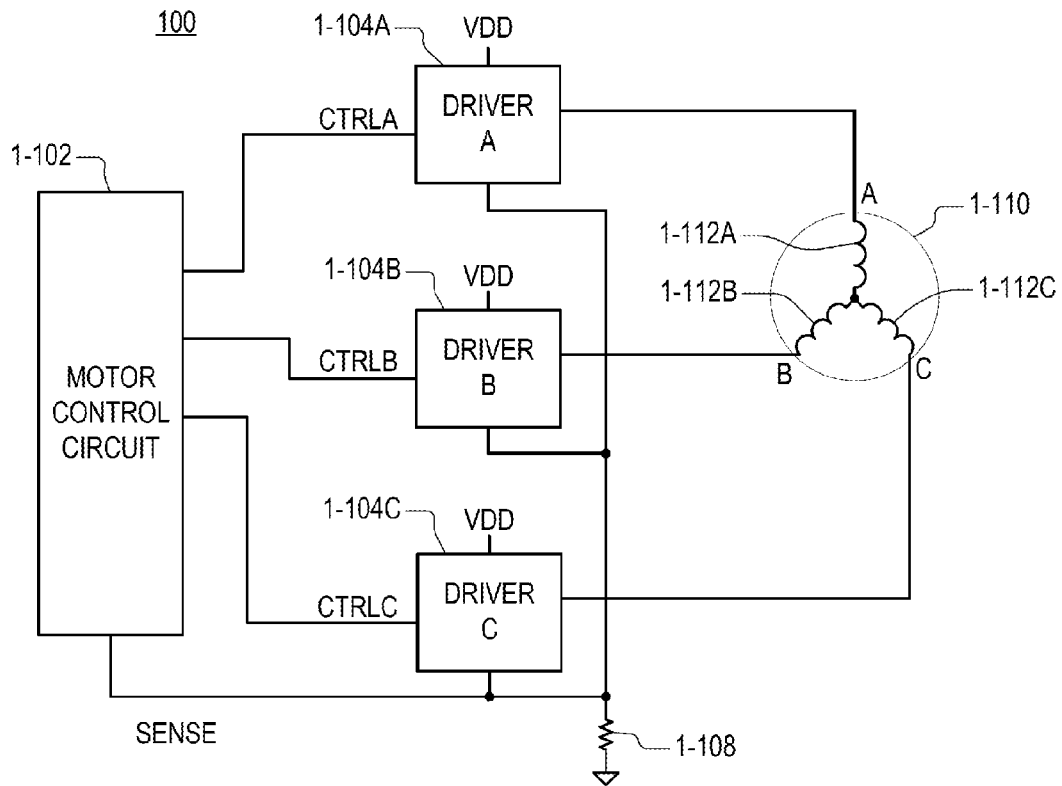 100
1-104A
VDD
DRIVER
A
CTRLA
1-102
A
1-110
1-112A
1-104B
VDD
1-112B
1-112C
DRIVER
B
CTRLB
B
C
MOTOR
CONTROL
CIRCUIT
1-104C
VDD
DRIVER
C
CTRLC
SENSE
1-108